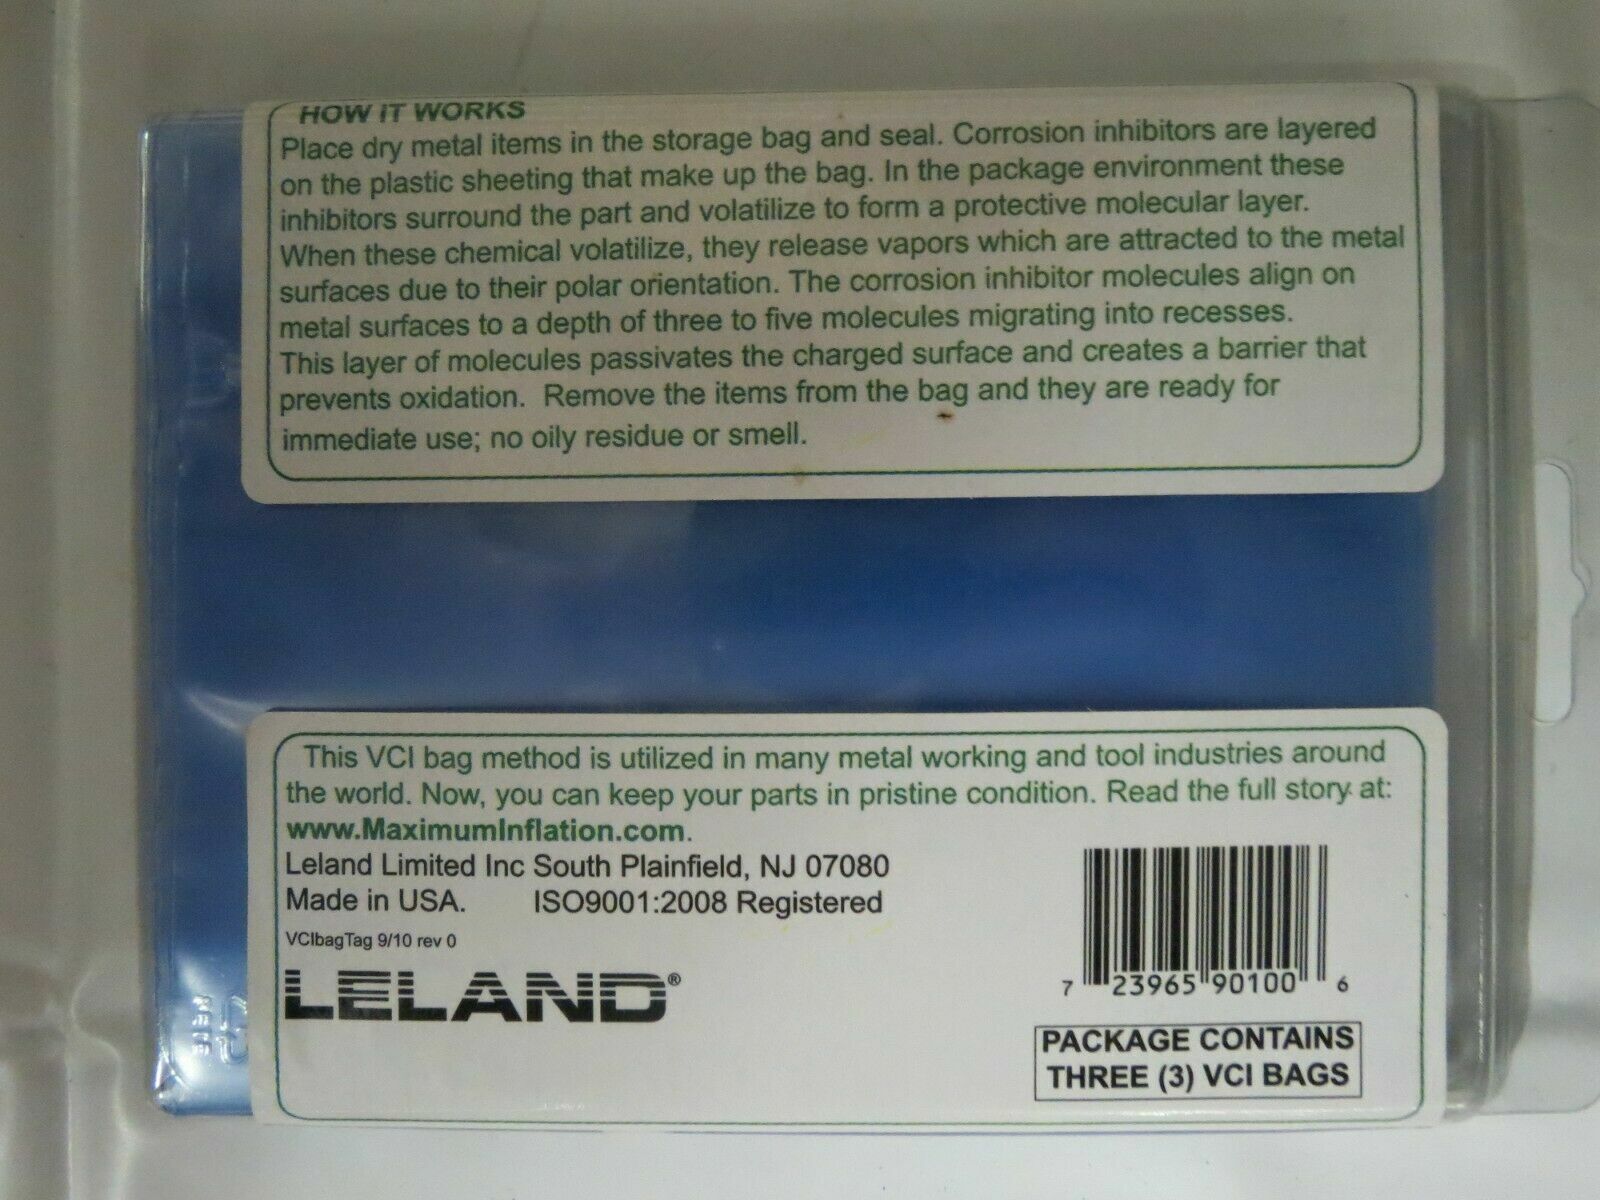 HOW IT WORKS
Place dry metal items in the storage bag and seal. Corrosion inhibitors are layered
on the plastic sheeting that make up the bag. In the package environment these
inhibitors surround the part and volatilize to form a protective molecular layer.
When these chemical volatilize, they release vapors which are attracted to the metal
surfaces due to their polar orientation. The corrosion inhibitor molecules align on
metal surfaces to a depth of three to five molecules migrating into recesses.
This layer of molecules passivates the charged surface and creates a barrier that
prevents oxidation. Remove the items from the bag and they are ready for
immediate use; no oily residue or smell.
This VCI bag method is utilized in many metal working and tool industries around
the world. Now, you can keep your parts in pristine condition. Read the full story at:
www.MaximumInflation.com.
Leland Limited Inc South Plainfield, NJ 07080
Made in USA. ISO9001:2008 Registered
VCIbagTag 9/10 rev 0
LELAND®
7 23965 90100 6
PACKAGE CONTAINS
THREE (3) VCI BAGS